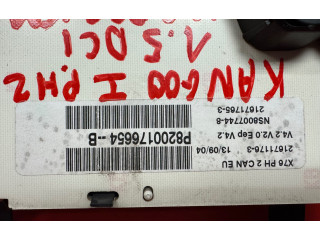 X76 PH 2 CAN EU
21671176-3 13/09/04
V4.2 V2.0 Eep V4.2
NS8007744-8
21671765-3
P8200176654--B
KANGOO I PH2
1.5 DCI